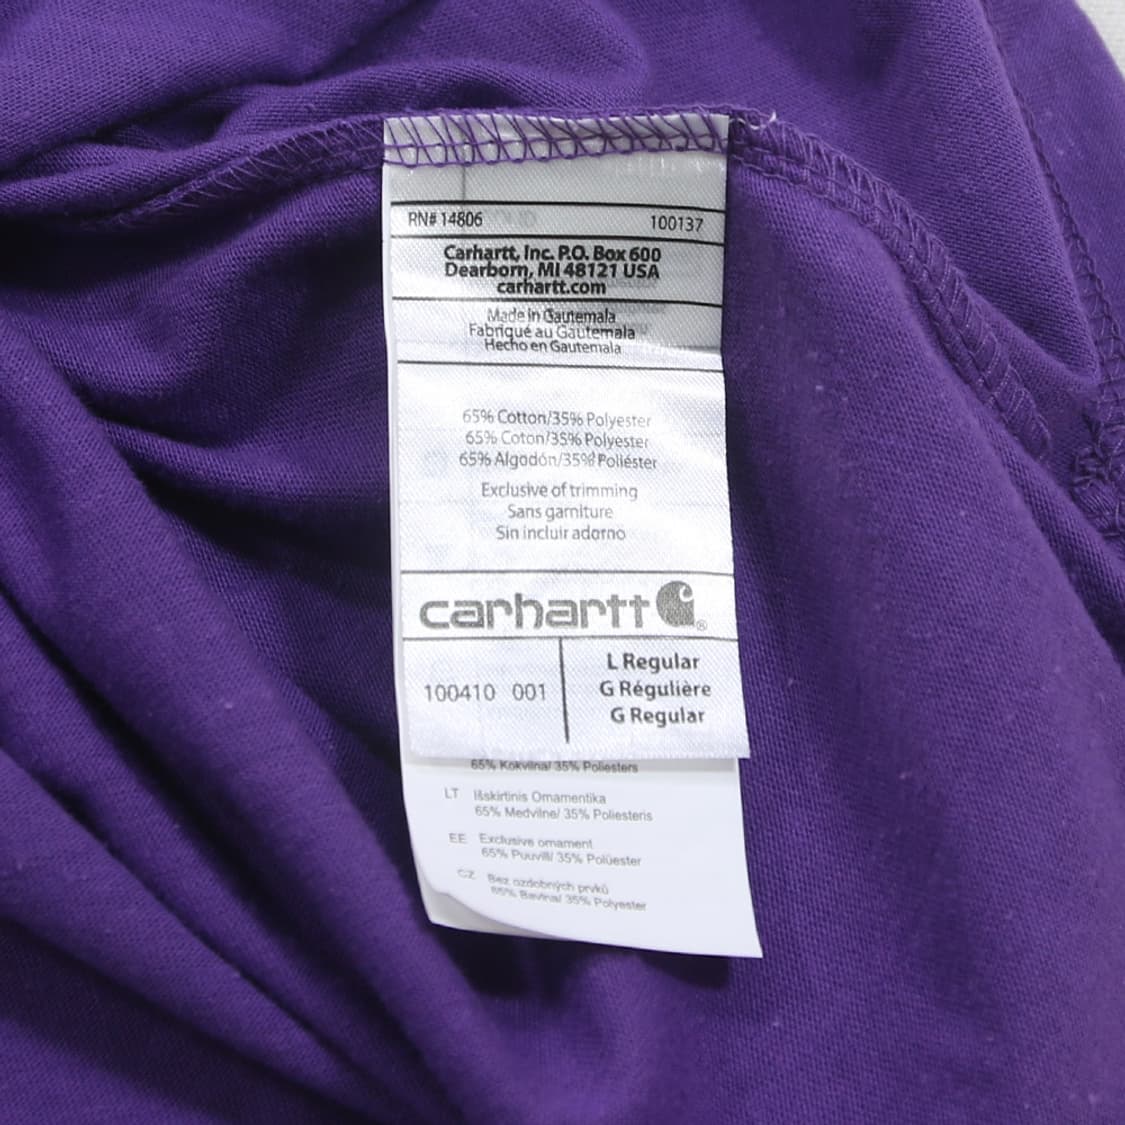 RN# 14806 100137
Carhartt, Inc. P.O. Box 600
Dearborn, MI 48121 USA
carhartt.com
Made in Gautemala
Fabriqué au Gautemala
Hecho en Gautemala
65% Cotton/35% Polyester
65% Coton/35% Polyester
65% Algodón/35% Poliéster
Exclusive of trimming
Sans garniture
Sin incluir adorno
carhartt ®
L Regular
100410 001 G Régulière
G Regular
65% Kokvilna/ 35% Poliesters
LT Išskirtinis Omamentika
65% Medvilne/ 35% Poliesteris
EE Exclusive ornament
65% Puuvill/ 35% Polüester
CZ Bez ozdobných prvků
65% Bavlna/ 35% Polyester